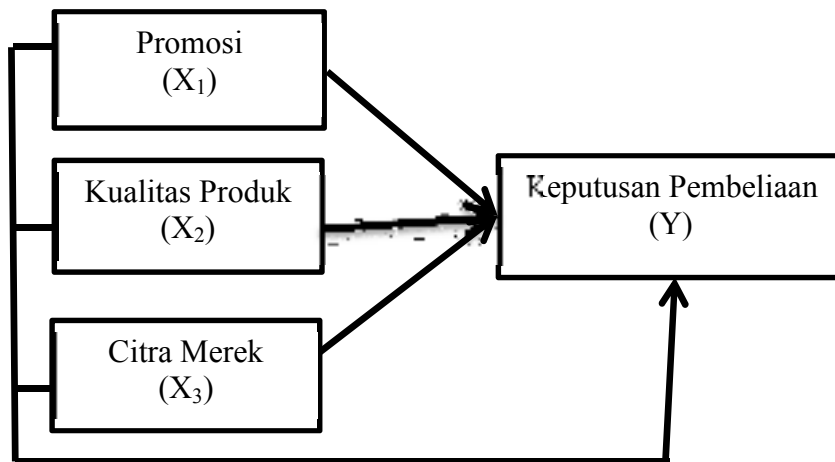 Promosi
(X₁)
Kualitas Produk
(X₂)
Keputusan Pembeliaan
(Y)
Citra Merek
(X₃)